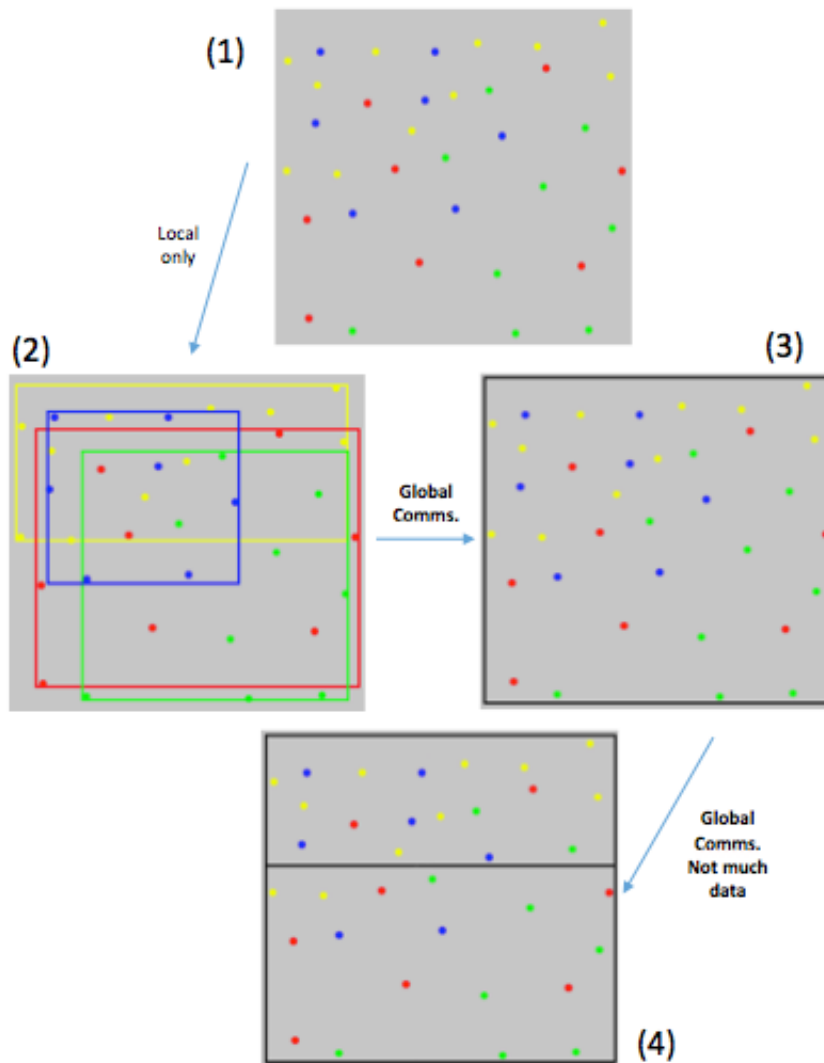 (1)
Local
only
(2)
(3)
Global
Comms.
Global
Comms.
Not much
data
(4)